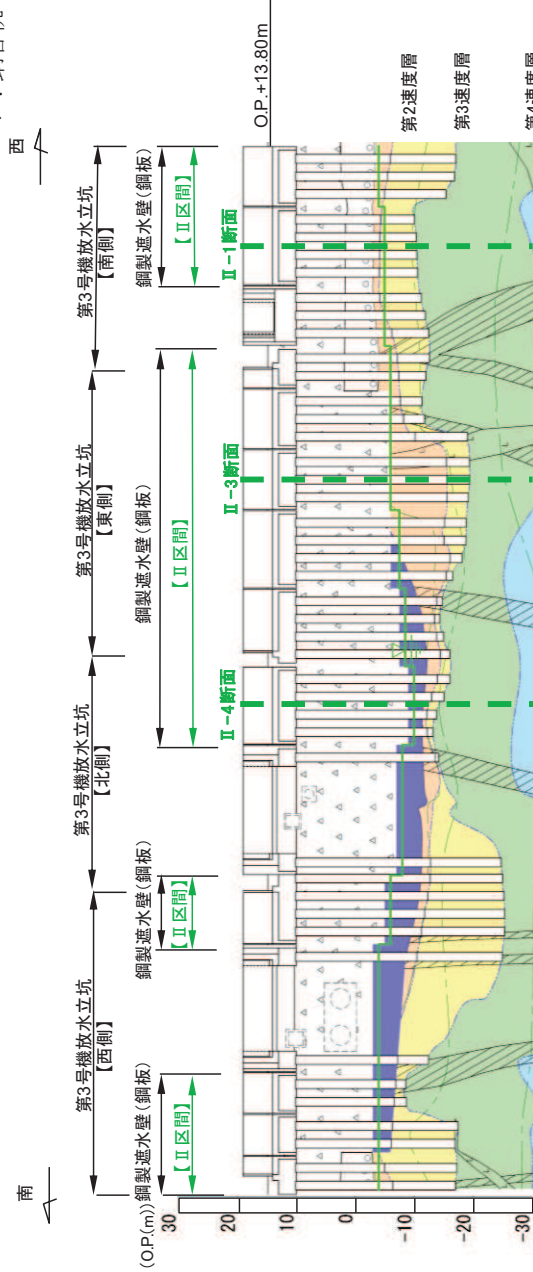 南
西
第3号機放水立坑
【西側】
第3号機放水立坑
【北側】
第3号機放水立坑
【東側】
第3号機放水立坑
【南側】
鋼製遮水壁(鋼板)
【Ⅱ区間】
鋼製遮水壁(鋼板)
【Ⅱ区間】
鋼製遮水壁(鋼板)
【Ⅱ区間】
鋼製遮水壁(鋼板)
【Ⅱ区間】
Ⅱ-4断面
Ⅱ-3断面
Ⅱ-1断面
O.P.+13.80m
(O.P.(m))
30
20
10
0
-10
-20
-30
第2速度層
第3速度層
第4速度層